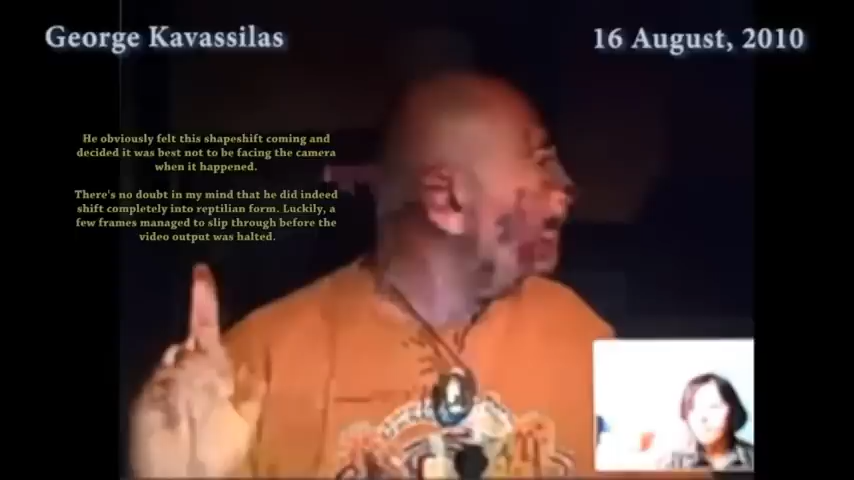 George Kavassilas
16 August, 2010
He obviously felt this shapeshift coming and
decided it was best not to be facing the camera
when it happened.
There's no doubt in my mind that he did indeed
shift completely into reptilian form. Luckily, a
few frames managed to slip through before the
video output was halted.